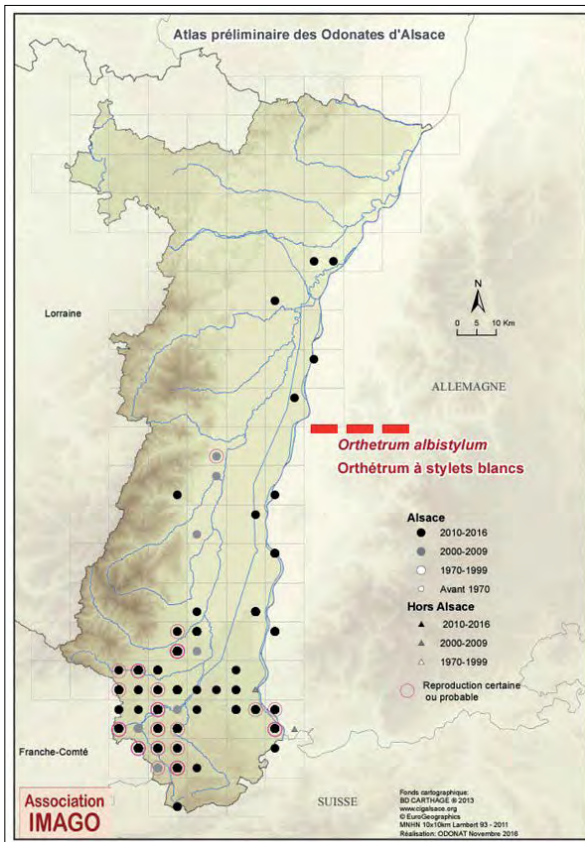 Atlas préliminaire des Odonates d'Alsace
Lorraine
N
0 5 10 Km
ALLEMAGNE
Orthetrum albistylum
Orthétrum à stylets blancs
Alsace
2010-2016
2000-2009
1970-1999
Avant 1970
Hors Alsace
2010-2016
2000-2009
1970-1999
Reproduction certaine
ou probable
Franche-Comté
Association
IMAGO
SUISSE
Fonds cartographique:
BD CARTHAGE ® 2013
www.cigalsace.org
© EuroGeographics
MNHN 10x10km Lambert 93 - 2011
Réalisation: ODONAT Novembre 2016